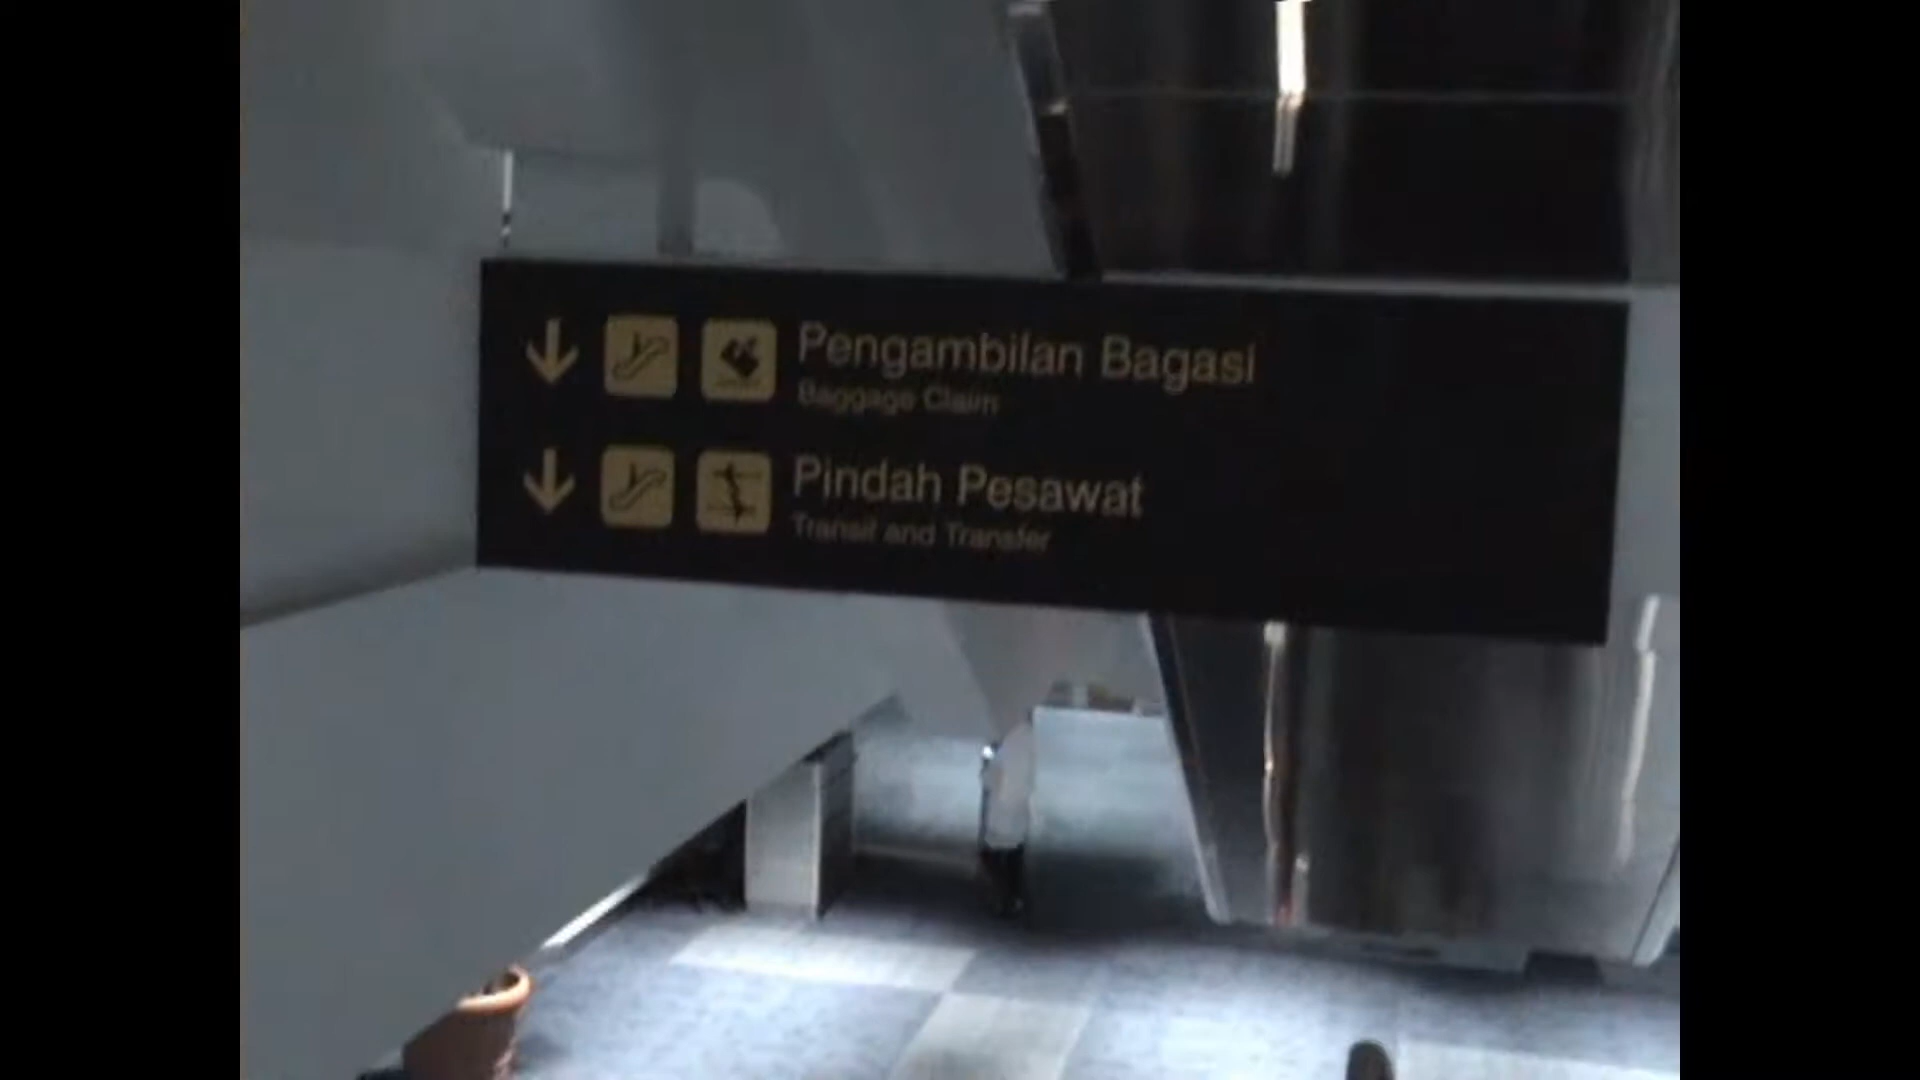 Pengambilan Bagasi
Baggage Claim
Pindah Pesawat
Transit and Transfer